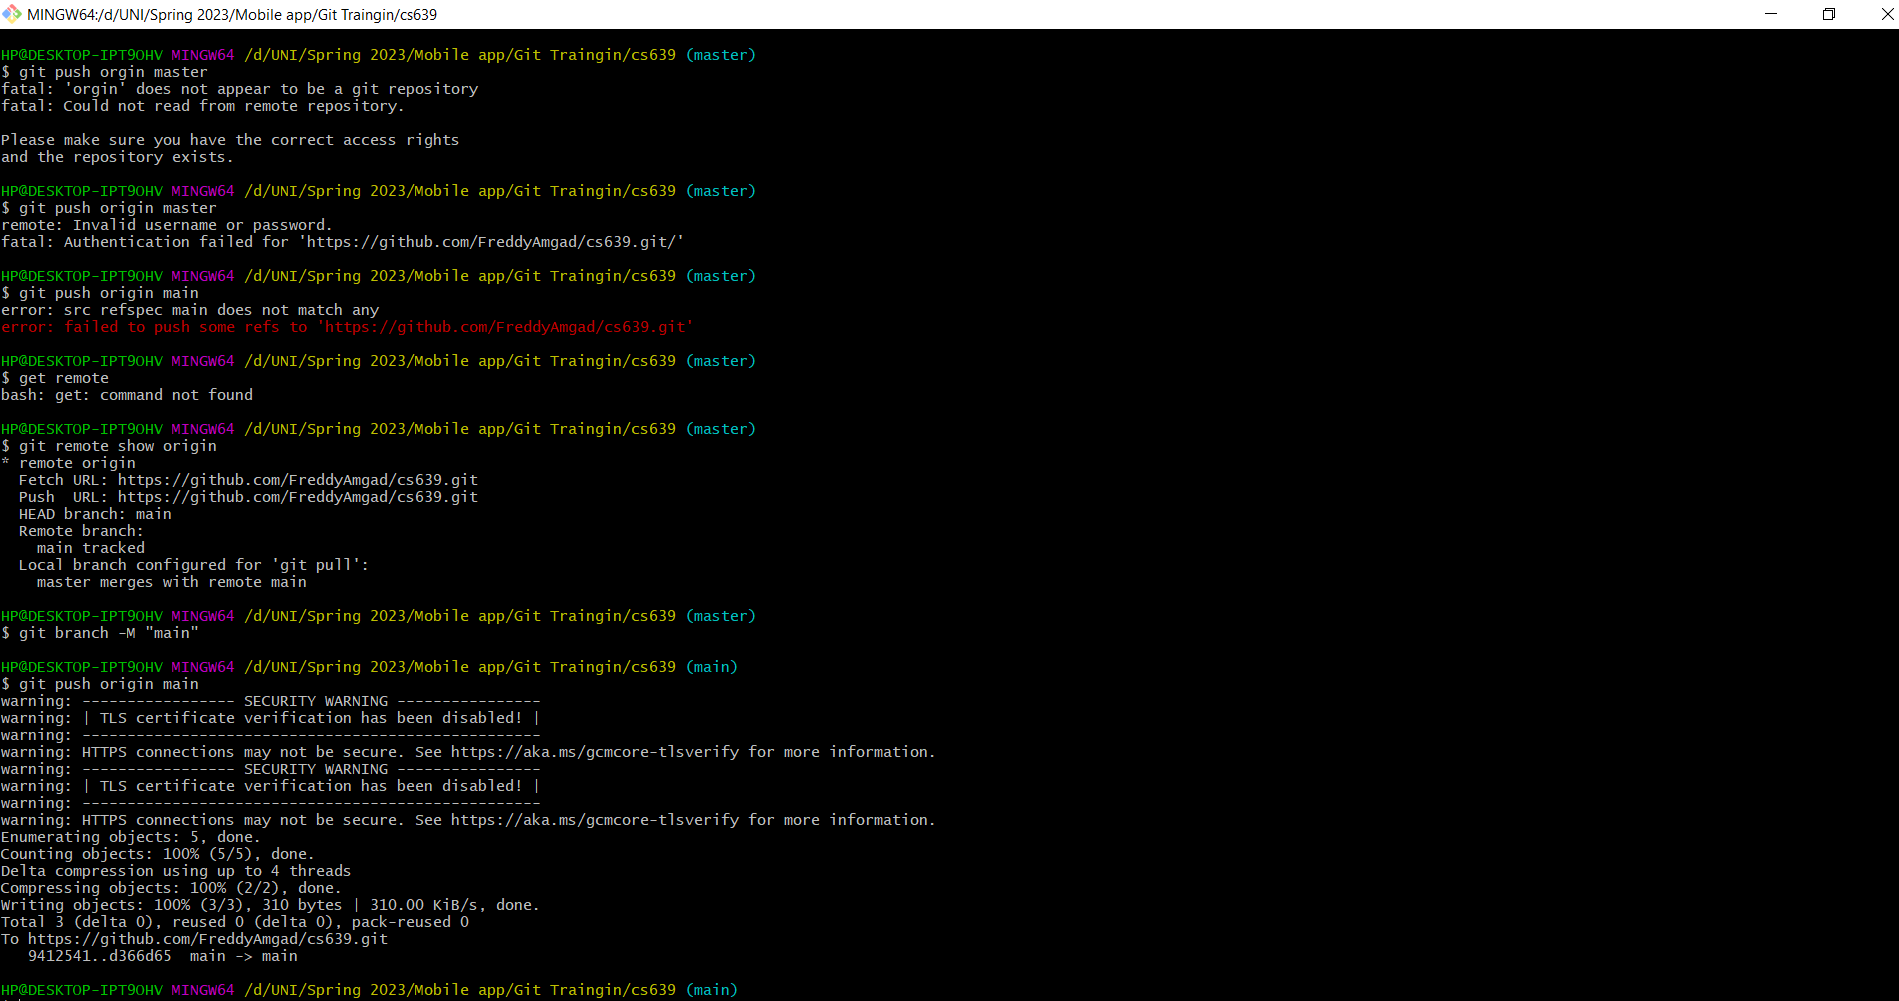 MINGW64:/d/UNI/Spring 2023/Mobile app/Git Traingin/cs639
HP@DESKTOP-IPT9OHV MINGW64 /d/UNI/Spring 2023/Mobile app/Git Traingin/cs639 (master)
$ git push orgin master
fatal: 'orgin' does not appear to be a git repository
fatal: Could not read from remote repository.
Please make sure you have the correct access rights
and the repository exists.
HP@DESKTOP-IPT9OHV MINGW64 /d/UNI/Spring 2023/Mobile app/Git Traingin/cs639 (master)
$ git push origin master
remote: Invalid username or password.
fatal: Authentication failed for 'https://github.com/FreddyAmgad/cs639.git/'
HP@DESKTOP-IPT9OHV MINGW64 /d/UNI/Spring 2023/Mobile app/Git Traingin/cs639 (master)
$ git push origin main
error: src refspec main does not match any
error: failed to push some refs to 'https://github.com/FreddyAmgad/cs639.git'
HP@DESKTOP-IPT9OHV MINGW64 /d/UNI/Spring 2023/Mobile app/Git Traingin/cs639 (master)
$ get remote
bash: get: command not found
HP@DESKTOP-IPT9OHV MINGW64 /d/UNI/Spring 2023/Mobile app/Git Traingin/cs639 (master)
$ git remote show origin
* remote origin
  Fetch URL: https://github.com/FreddyAmgad/cs639.git
  Push  URL: https://github.com/FreddyAmgad/cs639.git
  HEAD branch: main
  Remote branch:
    main tracked
  Local branch configured for 'git pull':
    master merges with remote main
HP@DESKTOP-IPT9OHV MINGW64 /d/UNI/Spring 2023/Mobile app/Git Traingin/cs639 (master)
$ git branch -M "main"
HP@DESKTOP-IPT9OHV MINGW64 /d/UNI/Spring 2023/Mobile app/Git Traingin/cs639 (main)
$ git push origin main
warning: ----------------- SECURITY WARNING ----------------
warning: | TLS certificate verification has been disabled! |
warning: ---------------------------------------------------
warning: HTTPS connections may not be secure. See https://aka.ms/gcmcore-tlsverify for more information.
warning: ----------------- SECURITY WARNING ----------------
warning: | TLS certificate verification has been disabled! |
warning: ---------------------------------------------------
warning: HTTPS connections may not be secure. See https://aka.ms/gcmcore-tlsverify for more information.
Enumerating objects: 5, done.
Counting objects: 100% (5/5), done.
Delta compression using up to 4 threads
Compressing objects: 100% (2/2), done.
Writing objects: 100% (3/3), 310 bytes | 310.00 KiB/s, done.
Total 3 (delta 0), reused 0 (delta 0), pack-reused 0
To https://github.com/FreddyAmgad/cs639.git
   9412541..d366d65  main -> main
HP@DESKTOP-IPT9OHV MINGW64 /d/UNI/Spring 2023/Mobile app/Git Traingin/cs639 (main)